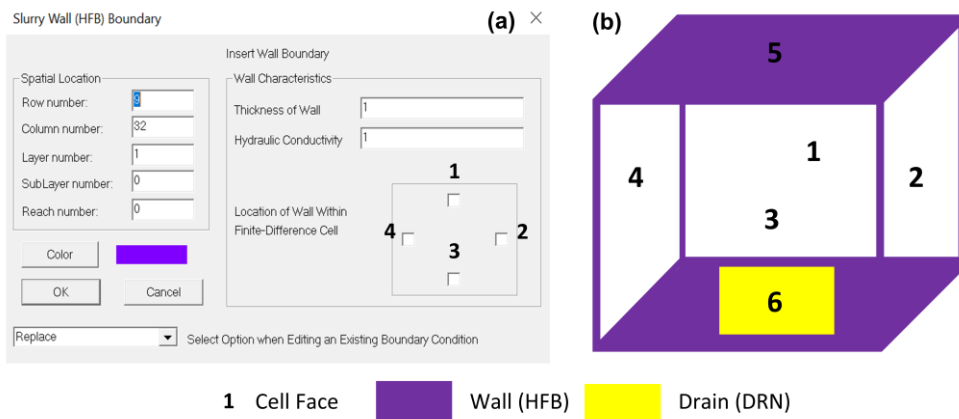 Slurry Wall (HFB) Boundary
(a)
Insert Wall Boundary
Spatial Location
Row number:
9
Column number:
32
Layer number:
1
SubLayer number:
0
Reach number:
0
Color
OK
Cancel
Wall Characteristics
Thickness of Wall
1
Hydraulic Conductivity
1
Location of Wall Within
Finite-Difference Cell
1
4
2
3
Replace
Select Option when Editing an Existing Boundary Condition
(b)
5
1
4
2
3
6
1 Cell Face
Wall (HFB)
Drain (DRN)